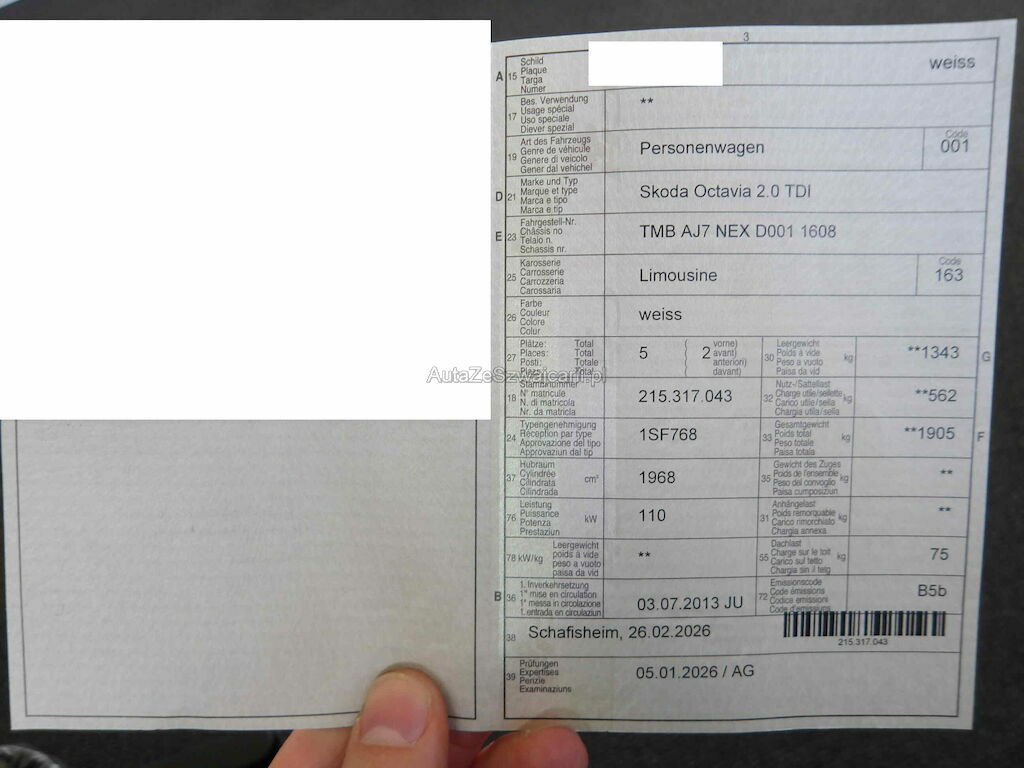 3
A 15 Schild
Plaque
Targa
Numer
weiss
17 Bes. Verwendung
Usage spécial
Uso speciale
Diever spezial
**
19 Art des Fahrzeugs
Genre de véhicule
Genere di veicolo
Gener dal vehichel
Personenwagen
Code
001
D 21 Marke und Typ
Marque et type
Marca e tipo
Marca e tip
Skoda Octavia 2.0 TDI
E 23 Fahrgestell-Nr.
Châssis no
Telaio n.
Schassis nr.
TMB AJ7 NEX D001 1608
25 Karosserie
Carrosserie
Carrozzeria
Carossaria
Limousine
Code
163
26 Farbe
Couleur
Colore
Colur
weiss
27 Plätze: Total
Places: Total
Posti: Totale
Plazs: Total
5 ( 2 vorne)
avant)
( anteriori)
davant)
30 Leergewicht
Poids à vide
Peso a vuoto
Paisa da vid
kg
**1343
G
AutaZeSzwajcarii.pl
18 Stammnummer
N° matricule
N. di matricola
Nr. da matricla
215.317.043
32 Nutz-/Sattellast
Charge utile/sellette
Carico utile/sella
Chargia utila/sella
kg
**562
24 Typengenehmigung
Réception par type
Approvazione del tipo
Approvaziun dal tip
1SF768
33 Gesamtgewicht
Poids total
Peso totale
Paisa totala
kg
**1905
F
37 Hubraum
Cylindrée
Cilindrata
Cilindrada
cm³
1968
35 Gewicht des Zuges
Poids de l'ensemble
Peso del convoglio
Paisa cumposiziun
kg
**
76 Leistung
Puissance
Potenza
Prestaziun
kW
110
31 Anhängelast
Poids remorquable
Carico rimorchiato
Chargia annexa
kg
**
78 kW/kg Leergewicht
poids à vide
peso a vuoto
paisa da vid
**
55 Dachlast
Charge sur le toit
Carico sul tetto
Chargia sin il tetg
kg
75
B 36 1. Inverkehrsetzung
1re mise en circulation
1a messa in circolazione
1. entrada en circulaziun
03.07.2013 JU
72 Emissionscode
Code émissions
Codice emissioni
Code d'emissiuns
B5b
38 Schafisheim, 26.02.2026
215.317.043
39 Prüfungen
Expertises
Perizie
Examinaziuns
05.01.2026 / AG